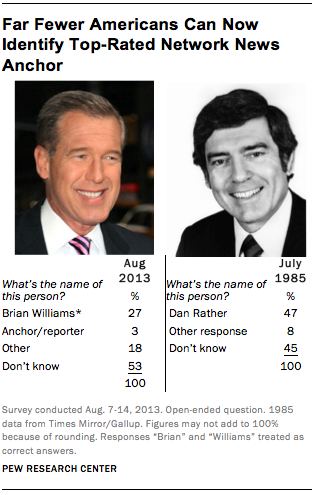 Far Fewer Americans Can Now
Identify Top-Rated Network News
Anchor
What's the name of this person?
Aug 2013
%
Brian Williams* 27
Anchor/reporter 3
Other 18
Don't know 53
100
What's the name of this person?
July 1985
%
Dan Rather 47
Other response 8
Don't know 45
100
Survey conducted Aug. 7-14, 2013. Open-ended question. 1985
data from Times Mirror/Gallup. Figures may not add to 100%
because of rounding. Responses “Brian” and “Williams” treated as
correct answers.
PEW RESEARCH CENTER